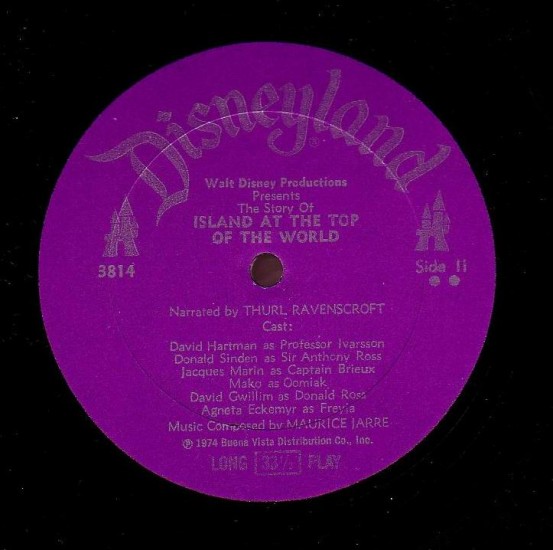 Disneyland
Walt Disney Productions
Presents
The Story Of
ISLAND AT THE TOP
OF THE WORLD
3814
Side II
Narrated by THURL RAVENSCROFT
Cast:
David Hartman as Professor Ivarsson
Donald Sinden as Sir Anthony Ross
Jacques Marin as Captain Brieux
Mako as Oomiak
David Gwillim as Donald Ross
Agneta Eckemyr as Freyja
Music Composed by MAURICE JARRE
℗ 1974 Buena Vista Distribution Co., Inc.
LONG 33⅓ PLAY